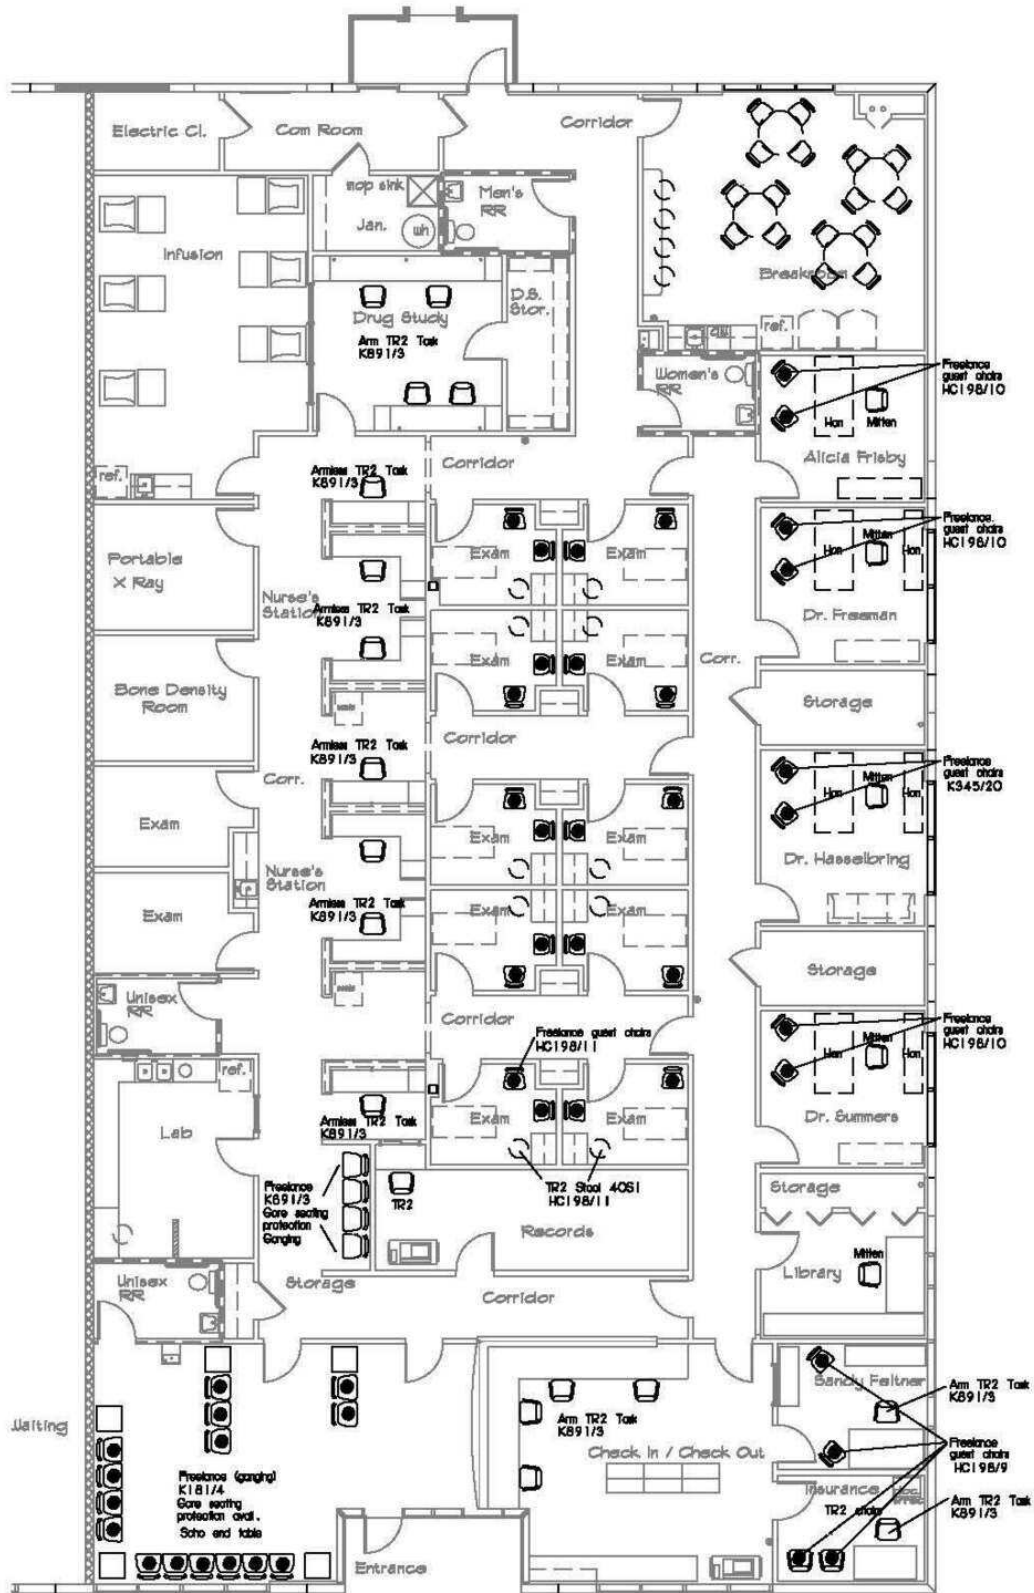 Electric Cl.
Com Room
Corridor
mop sink
Men's
RR
Jan.
wh
Infusion
D.S.
Stor.
Drug Study
Arm TR2 Task
K891/3
Breakroom
ref.
Women's
RR
Freelance
guest chairs
HC198/10
Hon
Mitten
Alicia Frisby
Corridor
Armless TR2 Task
K891/3
ref.
Freelance
guest chairs
HC198/10
Mitten
Hon
Hon
Exam
Exam
Portable
X Ray
Nurse's
Station
Armless TR2 Task
K891/3
Dr. Freeman
Exam
Exam
Corr.
Bone Density
Room
Storage
Corridor
Armless TR2 Task
K891/3
Corr.
Freelance
guest chairs
K345/20
Mitten
Hon
Hon
Exam
Exam
Exam
Dr. Hasselbring
Nurse's
Station
Armless TR2 Task
K891/3
Exam
Exam
Exam
Storage
Unisex
RR
Corridor
Freelance guest chairs
HC198/11
Freelance
guest chairs
HC198/10
Mitten
Hon
Hon
ref.
Lab
Armless TR2 Task
K891/3
Exam
Exam
Dr. Summers
Freelance
K891/3
Gore seating
protection
Ganging
TR2
TR2 Stool 40S1
HC198/11
Storage
Records
Mitten
Library
Unisex
RR
Storage
Corridor
Sandy Feltner
Arm TR2 Task
K891/3
Waiting
Arm TR2 Task
K891/3
Check In / Check Out
Freelance
guest chairs
HC198/9
Freelance (ganging)
K181/4
Gore seating
protection avail.
Soho end table
Insurance
TR2 chairs
Arm TR2 Task
K891/3
Entrance